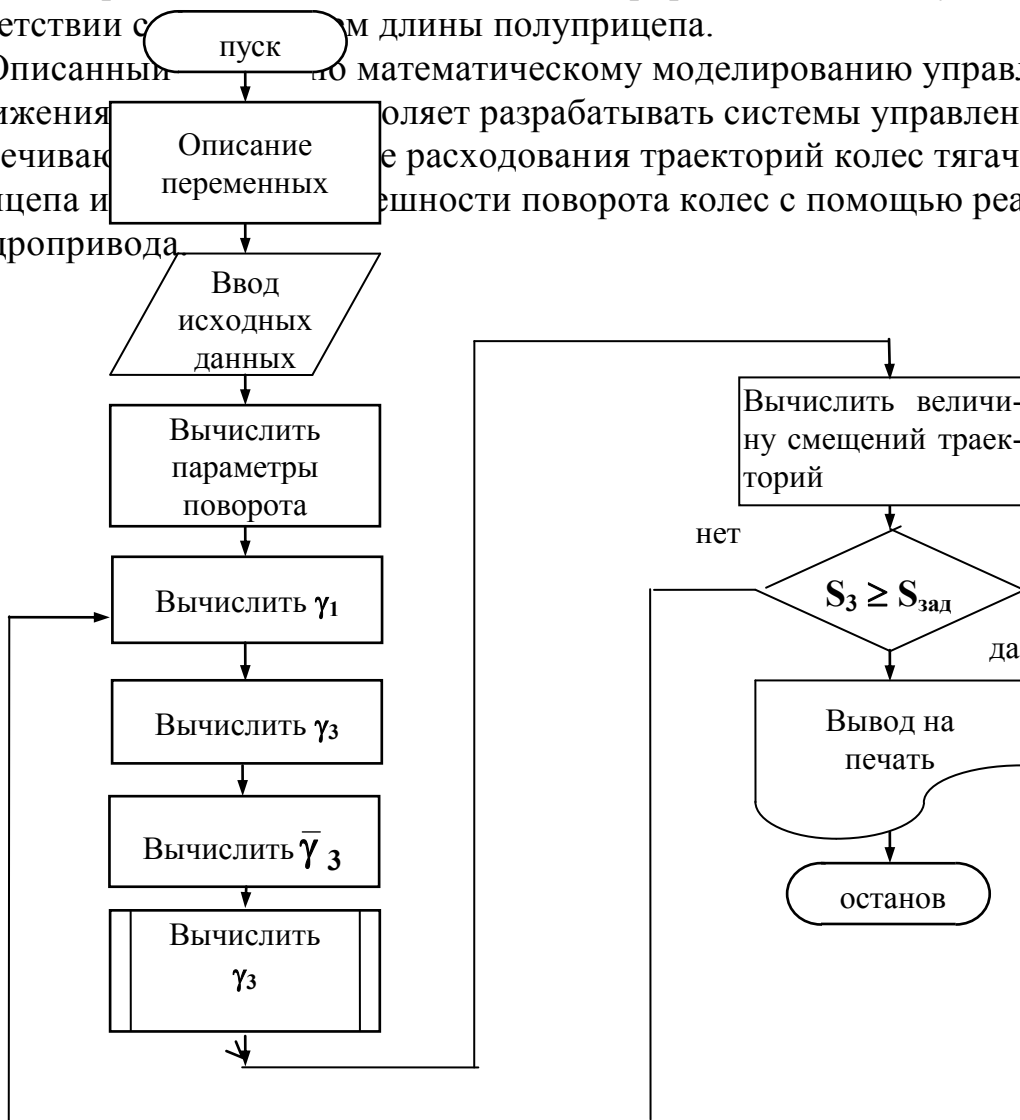 етствии с м длины полуприцепа.
Описанный по математическому моделированию управл
ижения оляет разрабатывать системы управлен
ечиваю е расходования траекторий колес тягач
ицепа и ешности поворота колес с помощью реа
дропривода.
пуск
Описание
переменных
Ввод
исходных
данных
Вычислить
параметры
поворота
Вычислить γ₁
Вычислить γ₃
Вычислить γ̅ ₃
Вычислить
γ₃
Вычислить величи-
ну смещений траек-
торий
нет
S₃ ≥ Sзад
да
Вывод на
печать
останов